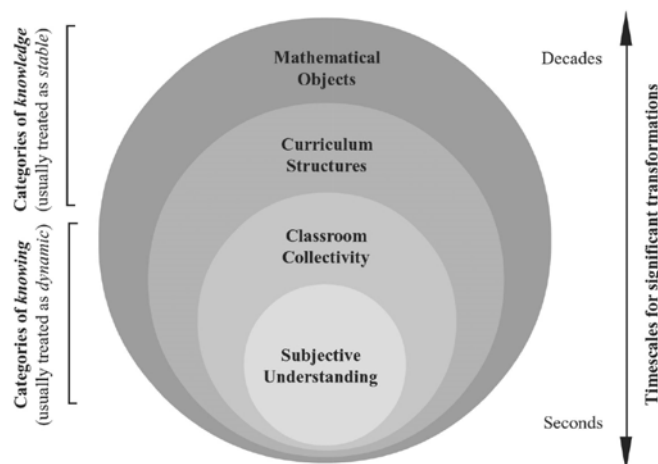 Categories of knowledge
(usually treated as stable)
Categories of knowing
(usually treated as dynamic)
Mathematical
Objects
Curriculum
Structures
Classroom
Collectivity
Subjective
Understanding
Decades
Seconds
Timescales for significant transformations